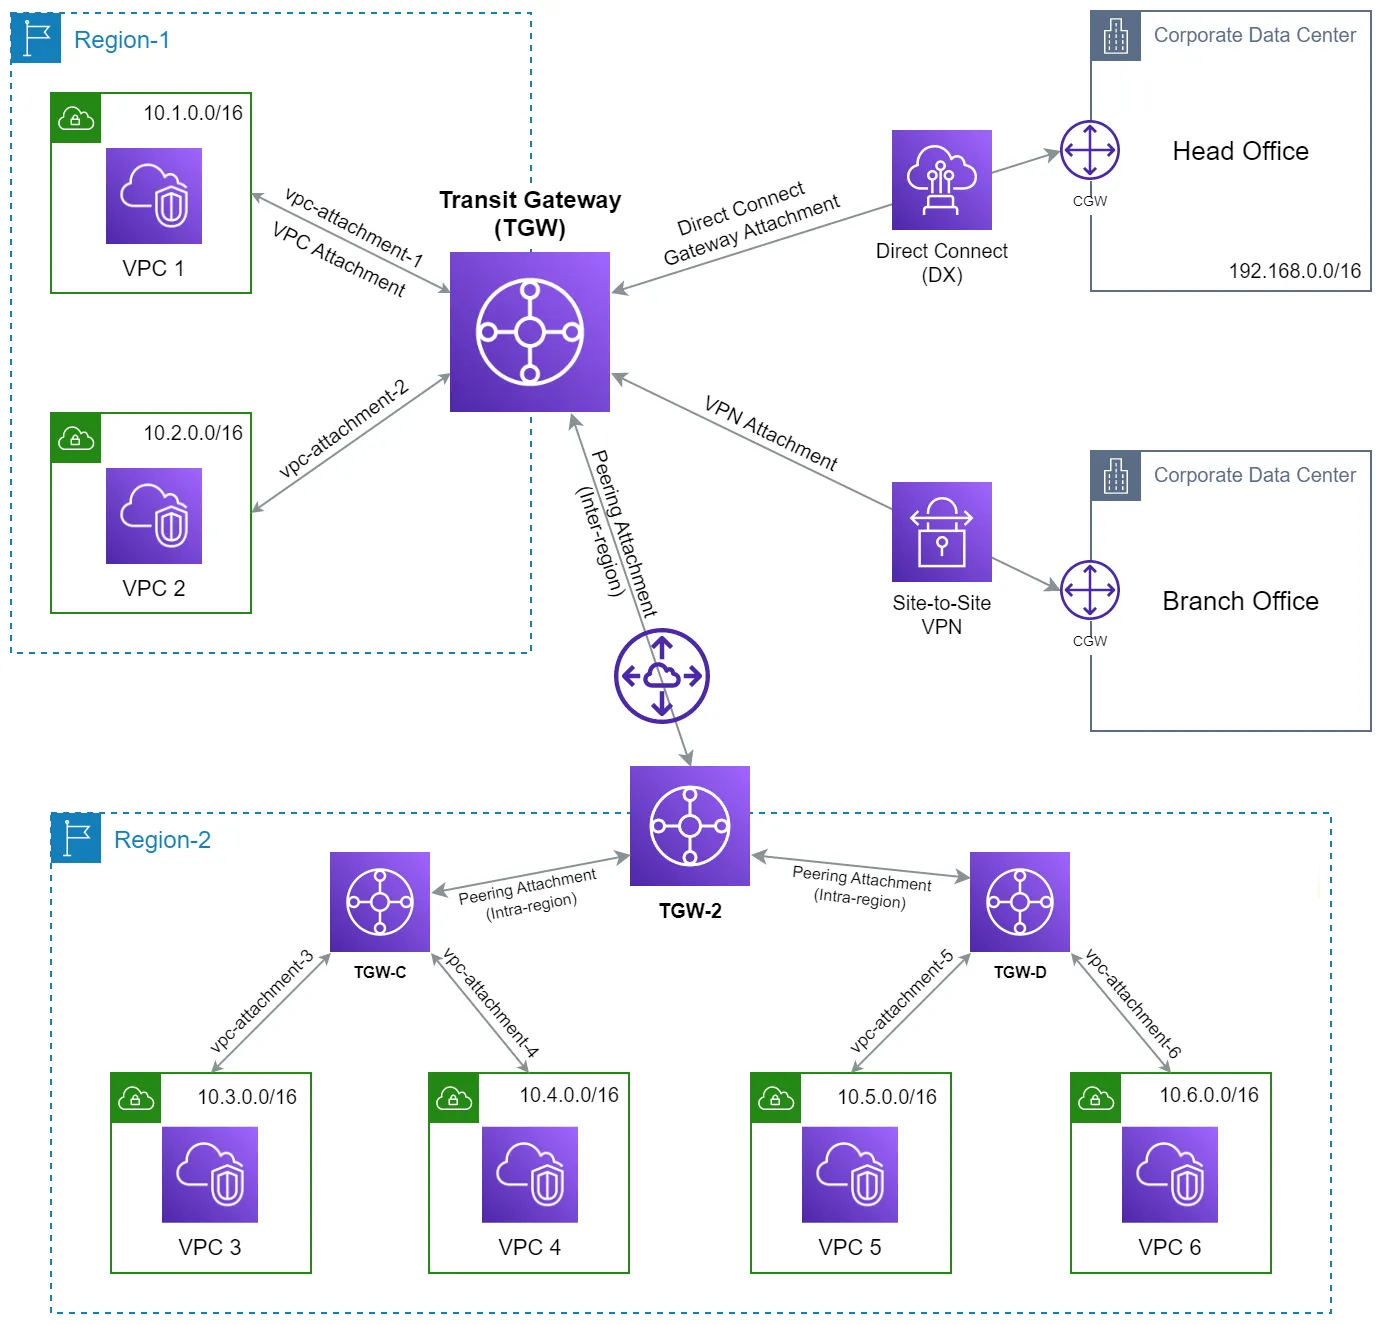 Region-1
Corporate Data Center
10.1.0.0/16
VPC 1
Transit Gateway
(TGW)
vpc-attachment-1
VPC Attachment
Direct Connect
Gateway Attachment
Direct Connect
(DX)
CGW
Head Office
192.168.0.0/16
10.2.0.0/16
VPC 2
vpc-attachment-2
VPN Attachment
Peering Attachment
(Inter-region)
Site-to-Site
VPN
Corporate Data Center
CGW
Branch Office
Region-2
TGW-2
Peering Attachment
(Intra-region)
Peering Attachment
(Intra-region)
TGW-C
TGW-D
vpc-attachment-3
vpc-attachment-4
vpc-attachment-5
vpc-attachment-6
10.3.0.0/16
VPC 3
10.4.0.0/16
VPC 4
10.5.0.0/16
VPC 5
10.6.0.0/16
VPC 6